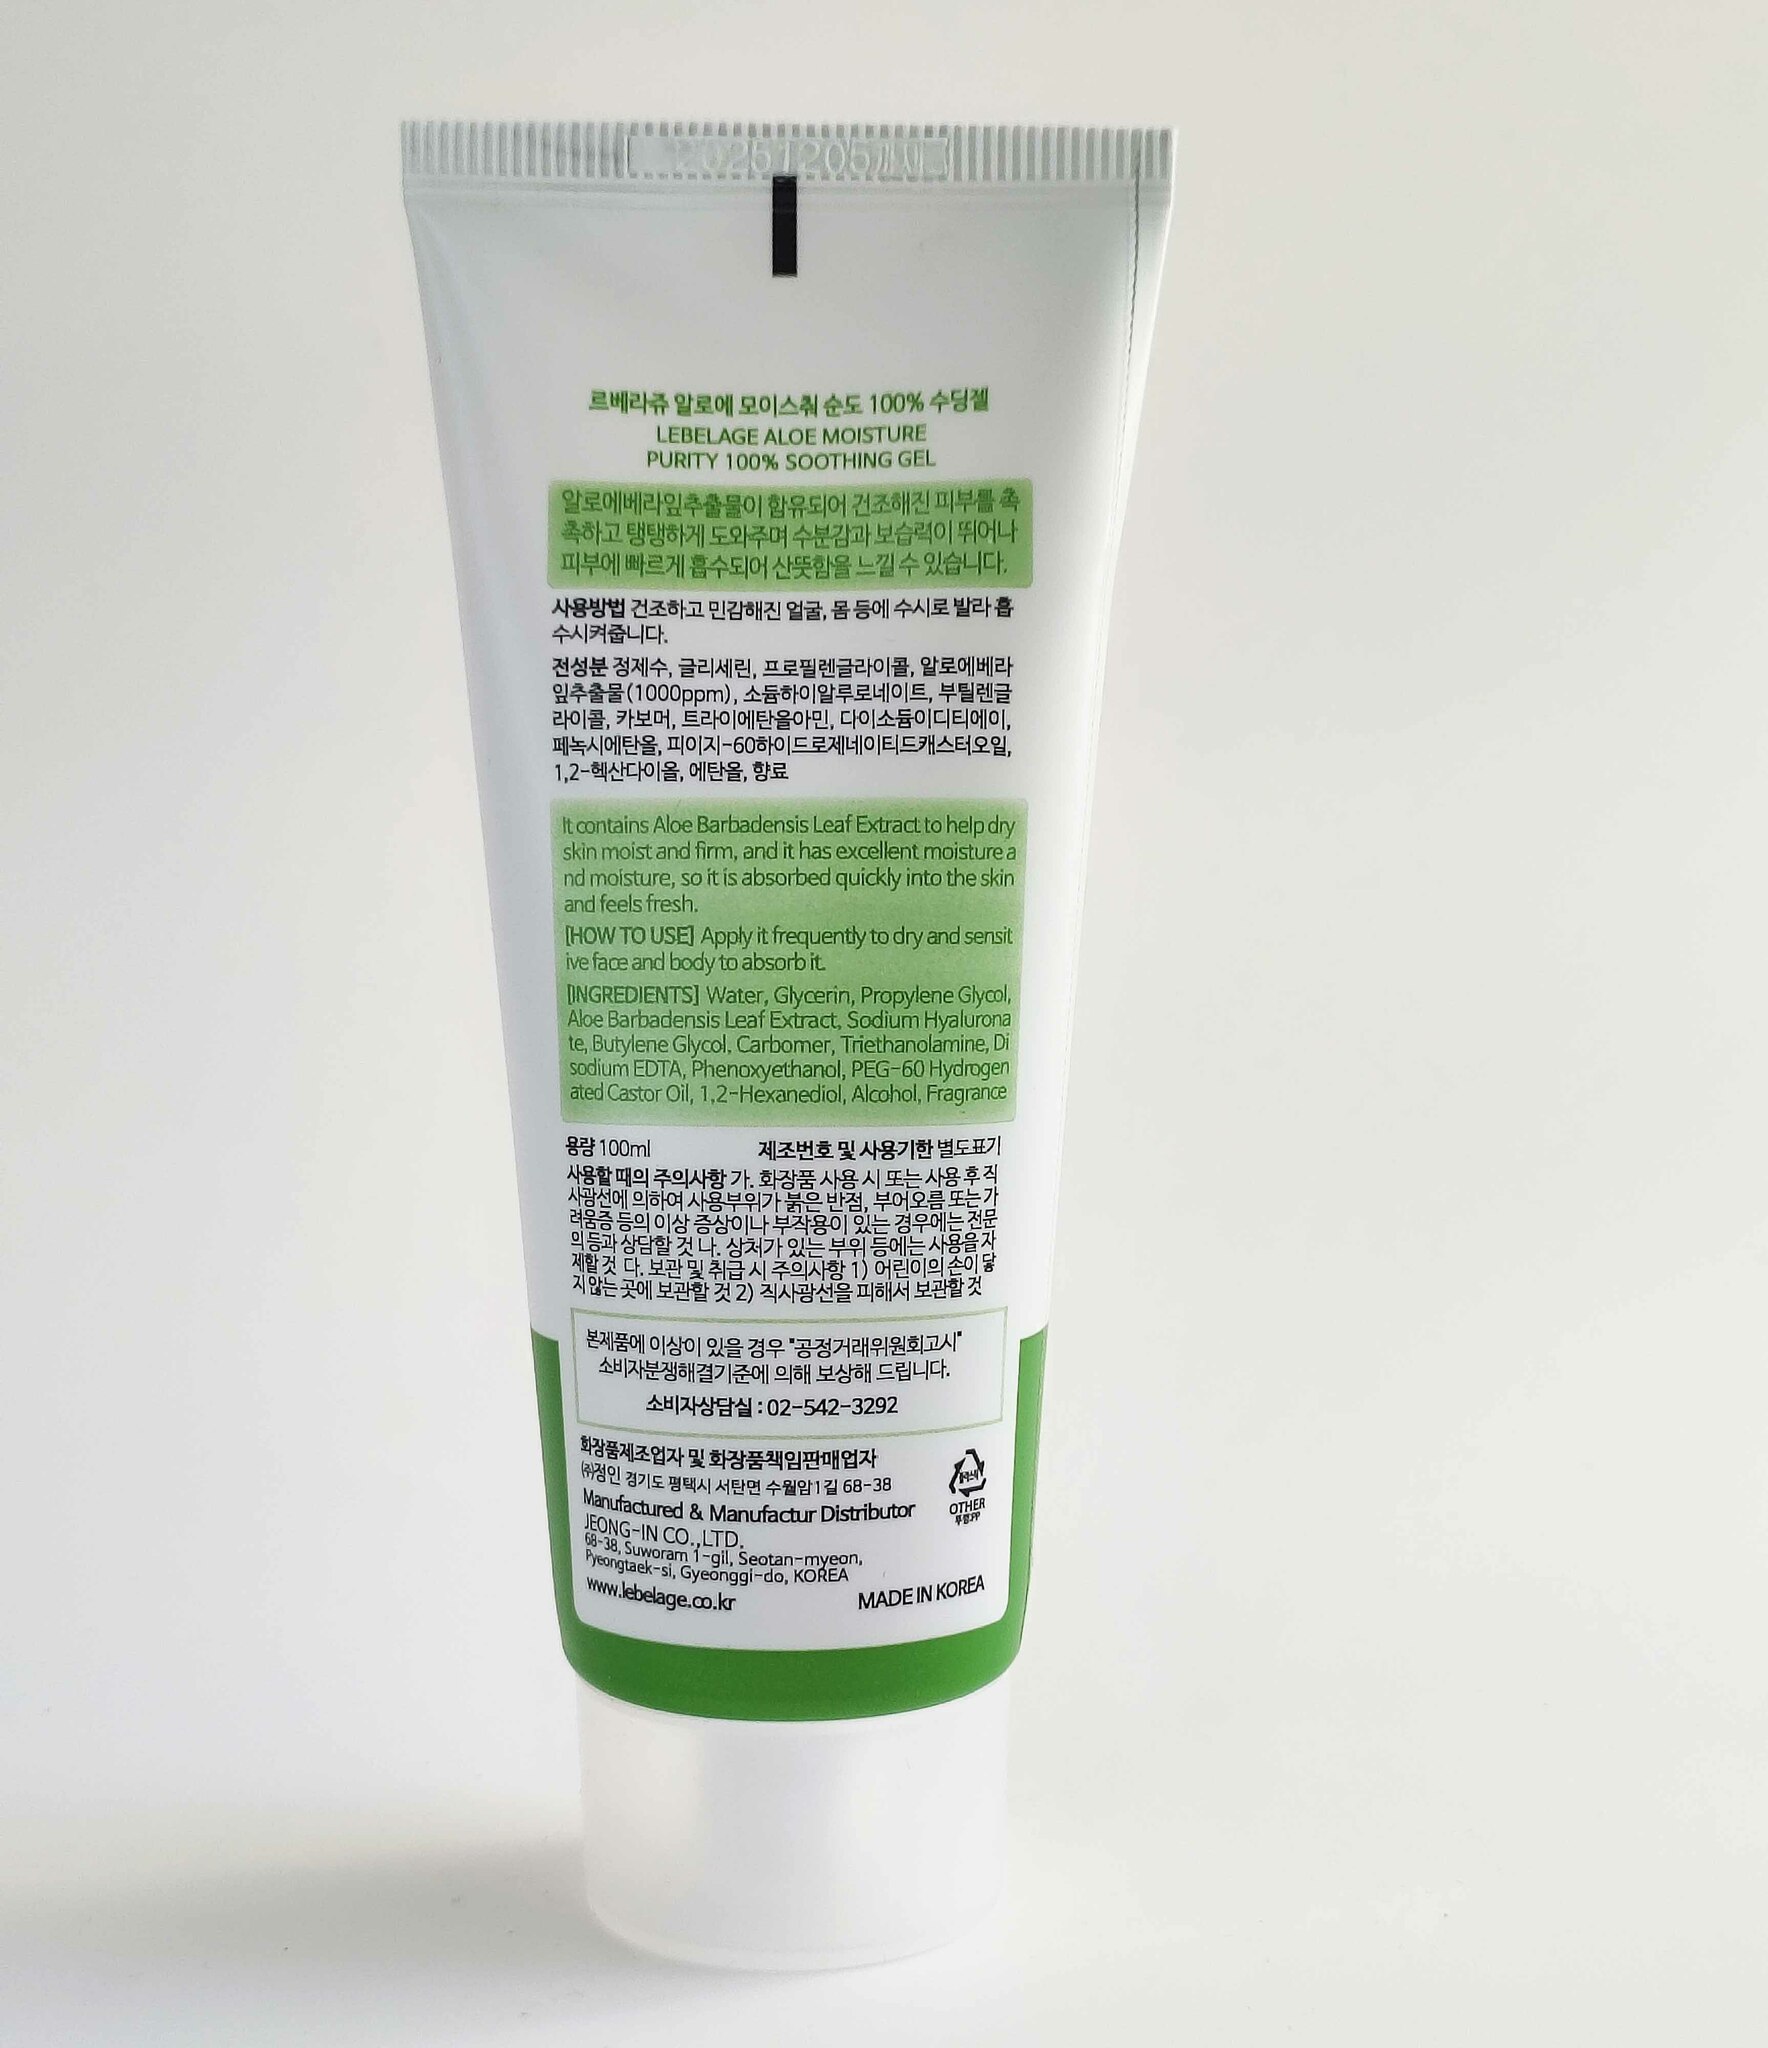 20251205까지
르베라쥬 알로에 모이스춰 순도 100% 수딩젤
LEBELAGE ALOE MOISTURE
PURITY 100% SOOTHING GEL
알로에베라잎추출물이 함유되어 건조해진 피부를 촉
촉하고 탱탱하게 도와주며 수분감과 보습력이 뛰어나
피부에 빠르게 흡수되어 산뜻함을 느낄 수 있습니다.
사용방법 건조하고 민감해진 얼굴, 몸 등에 수시로 발라 흡
수시켜줍니다.
전성분 정제수, 글리세린, 프로필렌글라이콜, 알로에베라
잎추출물(1000ppm), 소듐하이알루로네이트, 부틸렌글
라이콜, 카보머, 트라이에탄올아민, 다이소듐이디티에이,
페녹시에탄올, 피이지-60하이드로제네이티드캐스터오일,
1,2-헥산다이올, 에탄올, 향료
It contains Aloe Barbadensis Leaf Extract to help dry
skin moist and firm, and it has excellent moisture a
nd moisture, so it is absorbed quickly into the skin
and feels fresh.
[HOW TO USE] Apply it frequently to dry and sensit
ive face and body to absorb it.
[INGREDIENTS] Water, Glycerin, Propylene Glycol,
Aloe Barbadensis Leaf Extract, Sodium Hyalurona
te, Butylene Glycol, Carbomer, Triethanolamine, Di
sodium EDTA, Phenoxyethanol, PEG-60 Hydrogen
ated Castor Oil, 1,2-Hexanediol, Alcohol, Fragrance
용량 100ml 제조번호 및 사용기한 별도표기
사용할 때의 주의사항 가. 화장품 사용 시 또는 사용 후 직
사광선에 의하여 사용부위가 붉은 반점, 부어오름 또는 가
려움증 등의 이상 증상이나 부작용이 있는 경우에는 전문
의 등과 상담할 것 나. 상처가 있는 부위 등에는 사용을 자
제할 것 다. 보관 및 취급 시 주의사항 1) 어린이의 손이 닿
지 않는 곳에 보관할 것 2) 직사광선을 피해서 보관할 것
본제품에 이상이 있을 경우 "공정거래위원회고시"
소비자분쟁해결기준에 의해 보상해 드립니다.
소비자상담실 : 02-542-3292
화장품제조업자 및 화장품책임판매업자
㈜정인 경기도 평택시 서탄면 수월암1길 68-38
Manufactured & Manufactur Distributor
JEONG-IN CO.,LTD.
68-38, Suworam 1-gil, Seotan-myeon,
Pyeongtaek-si, Gyeonggi-do, KOREA
www.lebelage.co.kr
MADE IN KOREA
OTHER